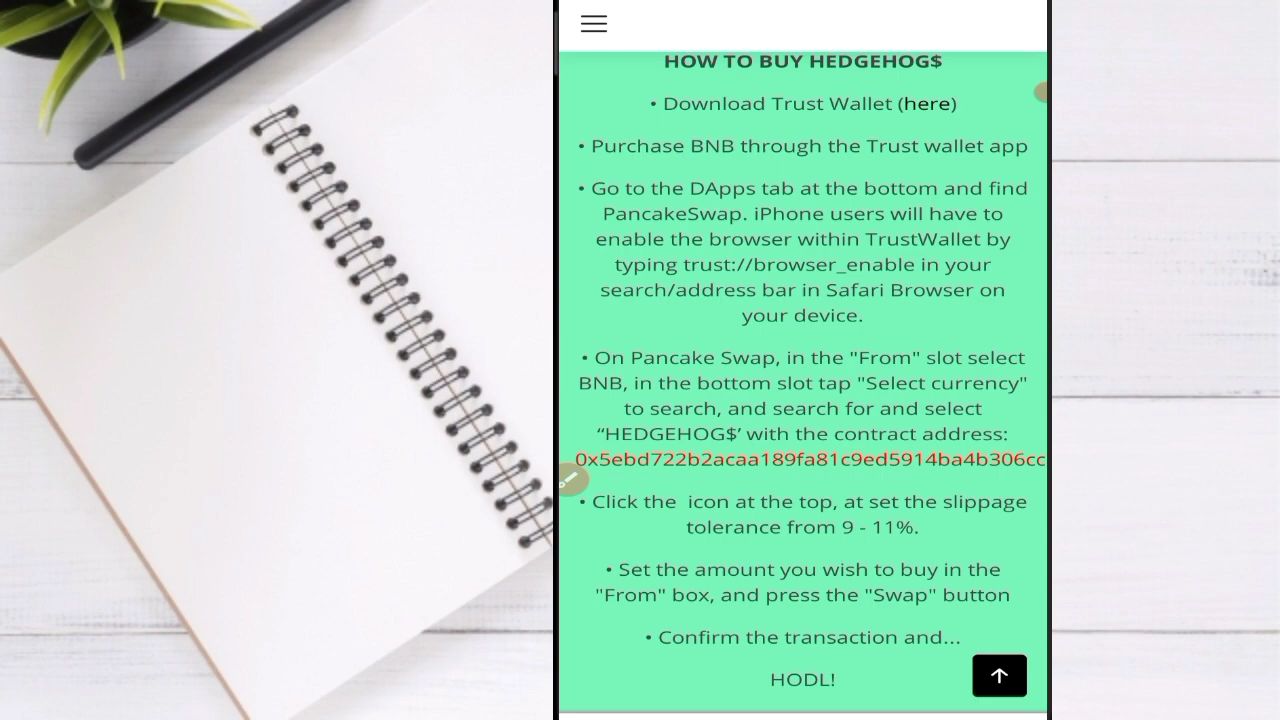 HOW TO BUY HEDGEHOG$
• Download Trust Wallet (here)
• Purchase BNB through the Trust wallet app
• Go to the DApps tab at the bottom and find
PancakeSwap. iPhone users will have to
enable the browser within TrustWallet by
typing trust://browser_enable in your
search/address bar in Safari Browser on
your device.
• On Pancake Swap, in the "From" slot select
BNB, in the bottom slot tap "Select currency"
to search, and search for and select
“HEDGEHOG$’ with the contract address:
0x5ebd722b2acaa189fa81c9ed5914ba4b306cc
• Click the  icon at the top, at set the slippage
tolerance from 9 - 11%.
• Set the amount you wish to buy in the
"From" box, and press the "Swap" button
• Confirm the transaction and...
HODL!